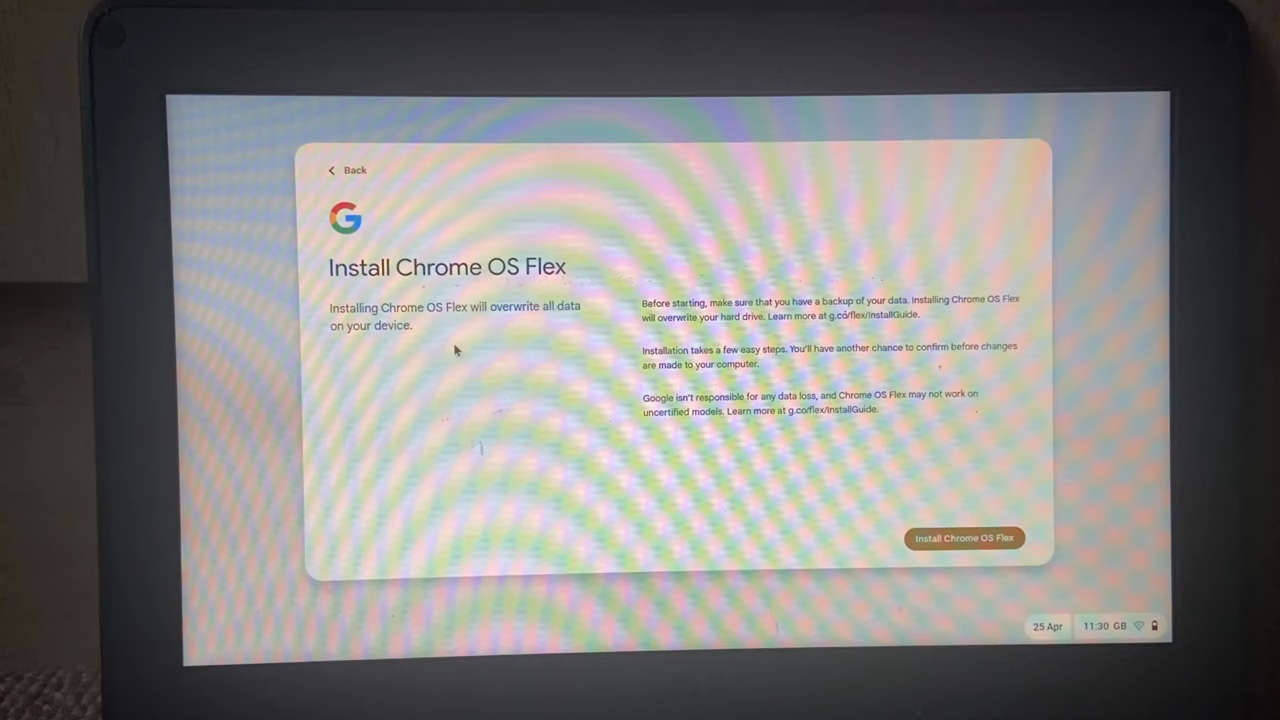 Back
Install Chrome OS Flex
Installing Chrome OS Flex will overwrite all data
on your device.
Before starting, make sure that you have a backup of your data. Installing Chrome OS Flex
will overwrite your hard drive. Learn more at g.co/flex/InstallGuide.
Installation takes a few easy steps. You'll have another chance to confirm before changes
are made to your computer.
Google isn't responsible for any data loss, and Chrome OS Flex may not work on
uncertified models. Learn more at g.co/flex/InstallGuide.
Install Chrome OS Flex
25 Apr 11:30 GB